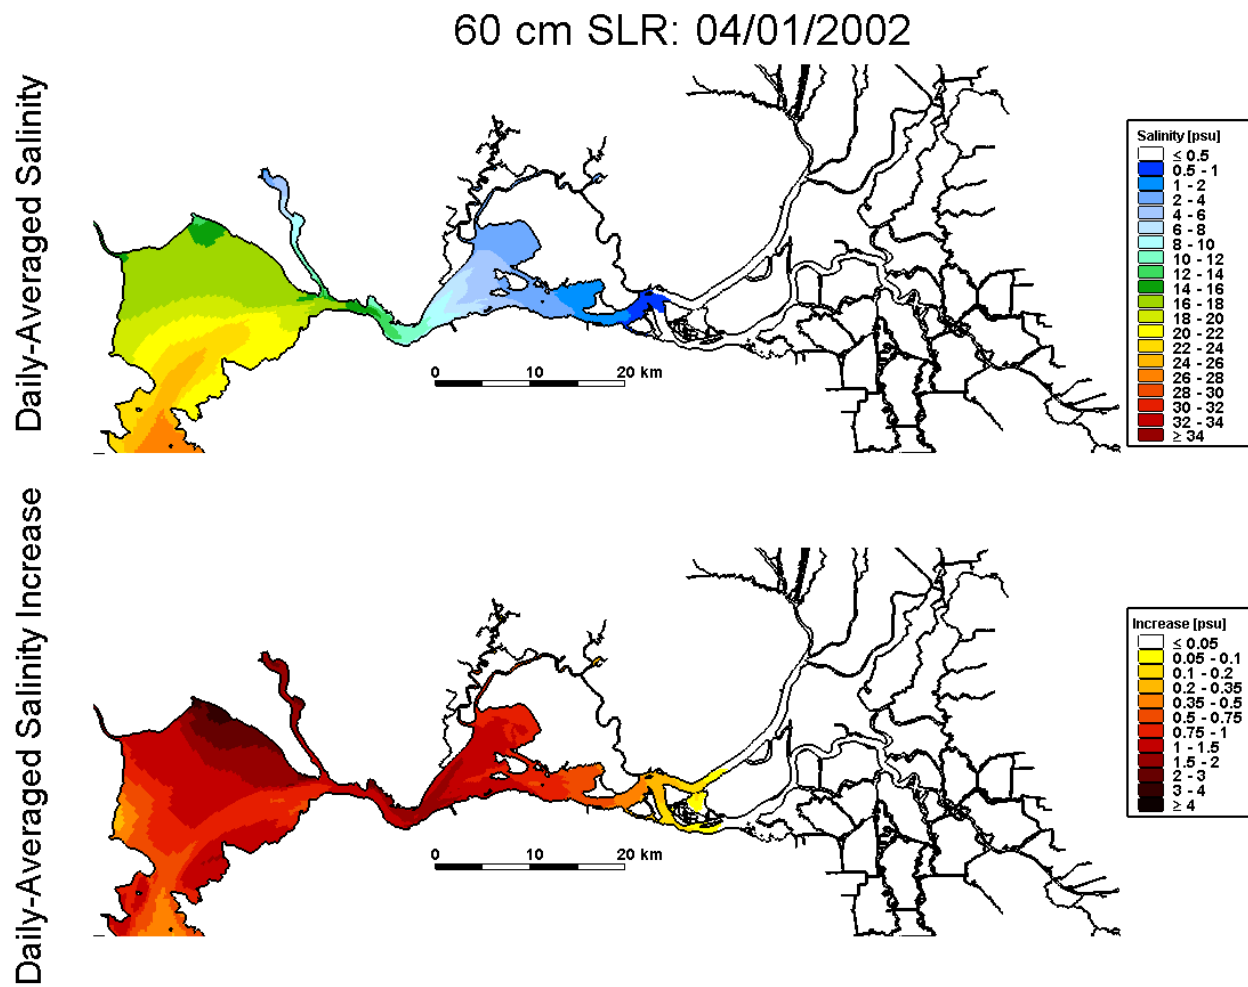 60 cm SLR: 04/01/2002
Daily-Averaged Salinity
0 10 20 km
Salinity [psu]
≤ 0.5
0.5 - 1
1 - 2
2 - 4
4 - 6
6 - 8
8 - 10
10 - 12
12 - 14
14 - 16
16 - 18
18 - 20
20 - 22
22 - 24
24 - 26
26 - 28
28 - 30
30 - 32
32 - 34
≥ 34
Daily-Averaged Salinity Increase
0 10 20 km
Increase [psu]
≤ 0.05
0.05 - 0.1
0.1 - 0.2
0.2 - 0.35
0.35 - 0.5
0.5 - 0.75
0.75 - 1
1 - 1.5
1.5 - 2
2 - 3
3 - 4
≥ 4